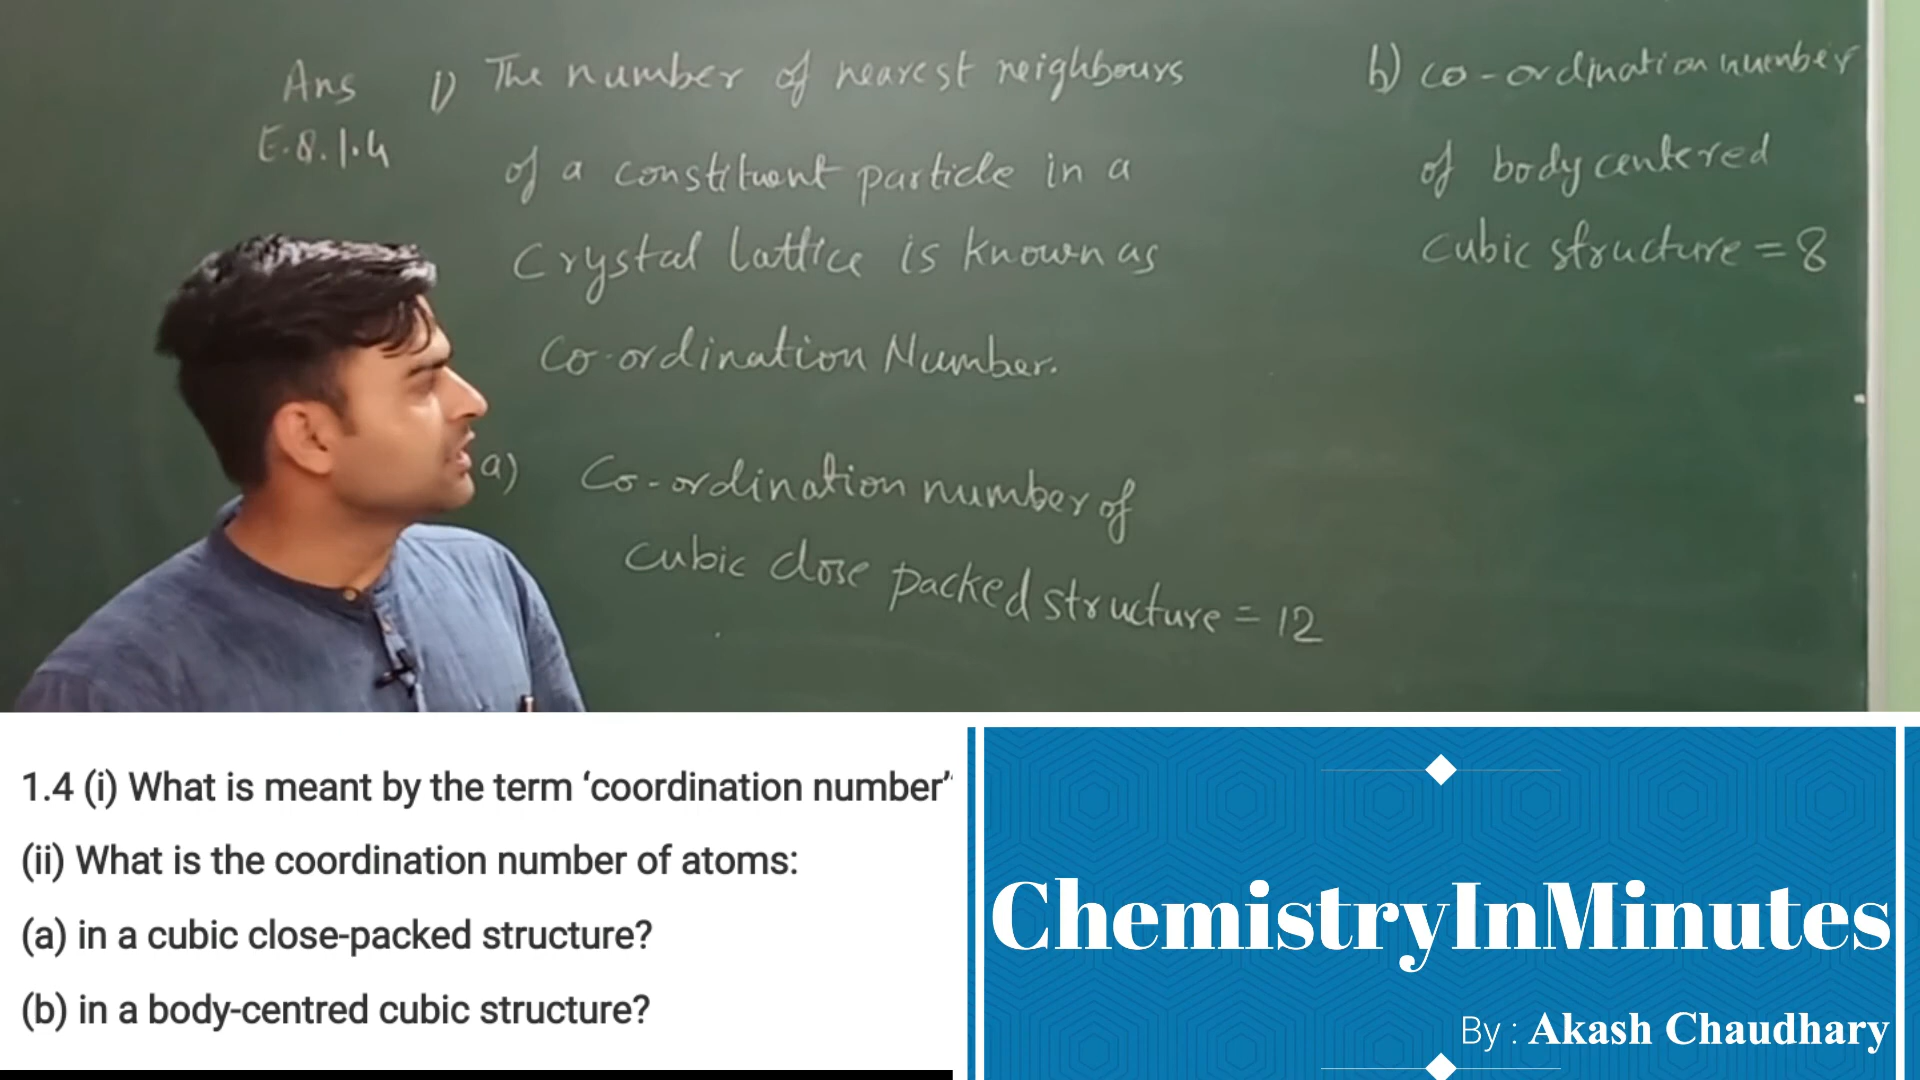 Ans
E.Q.1.4
1) The number of nearest neighbours
of a constituent particle in a
Crystal lattice is known as
Co-ordination Number.
a) Co-ordination number of
cubic close packed structure = 12
b) co-ordination number
of body centered
cubic structure = 8
1.4 (i) What is meant by the term ‘coordination number’
(ii) What is the coordination number of atoms:
(a) in a cubic close-packed structure?
(b) in a body-centred cubic structure?
ChemistryInMinutes
By : Akash Chaudhary